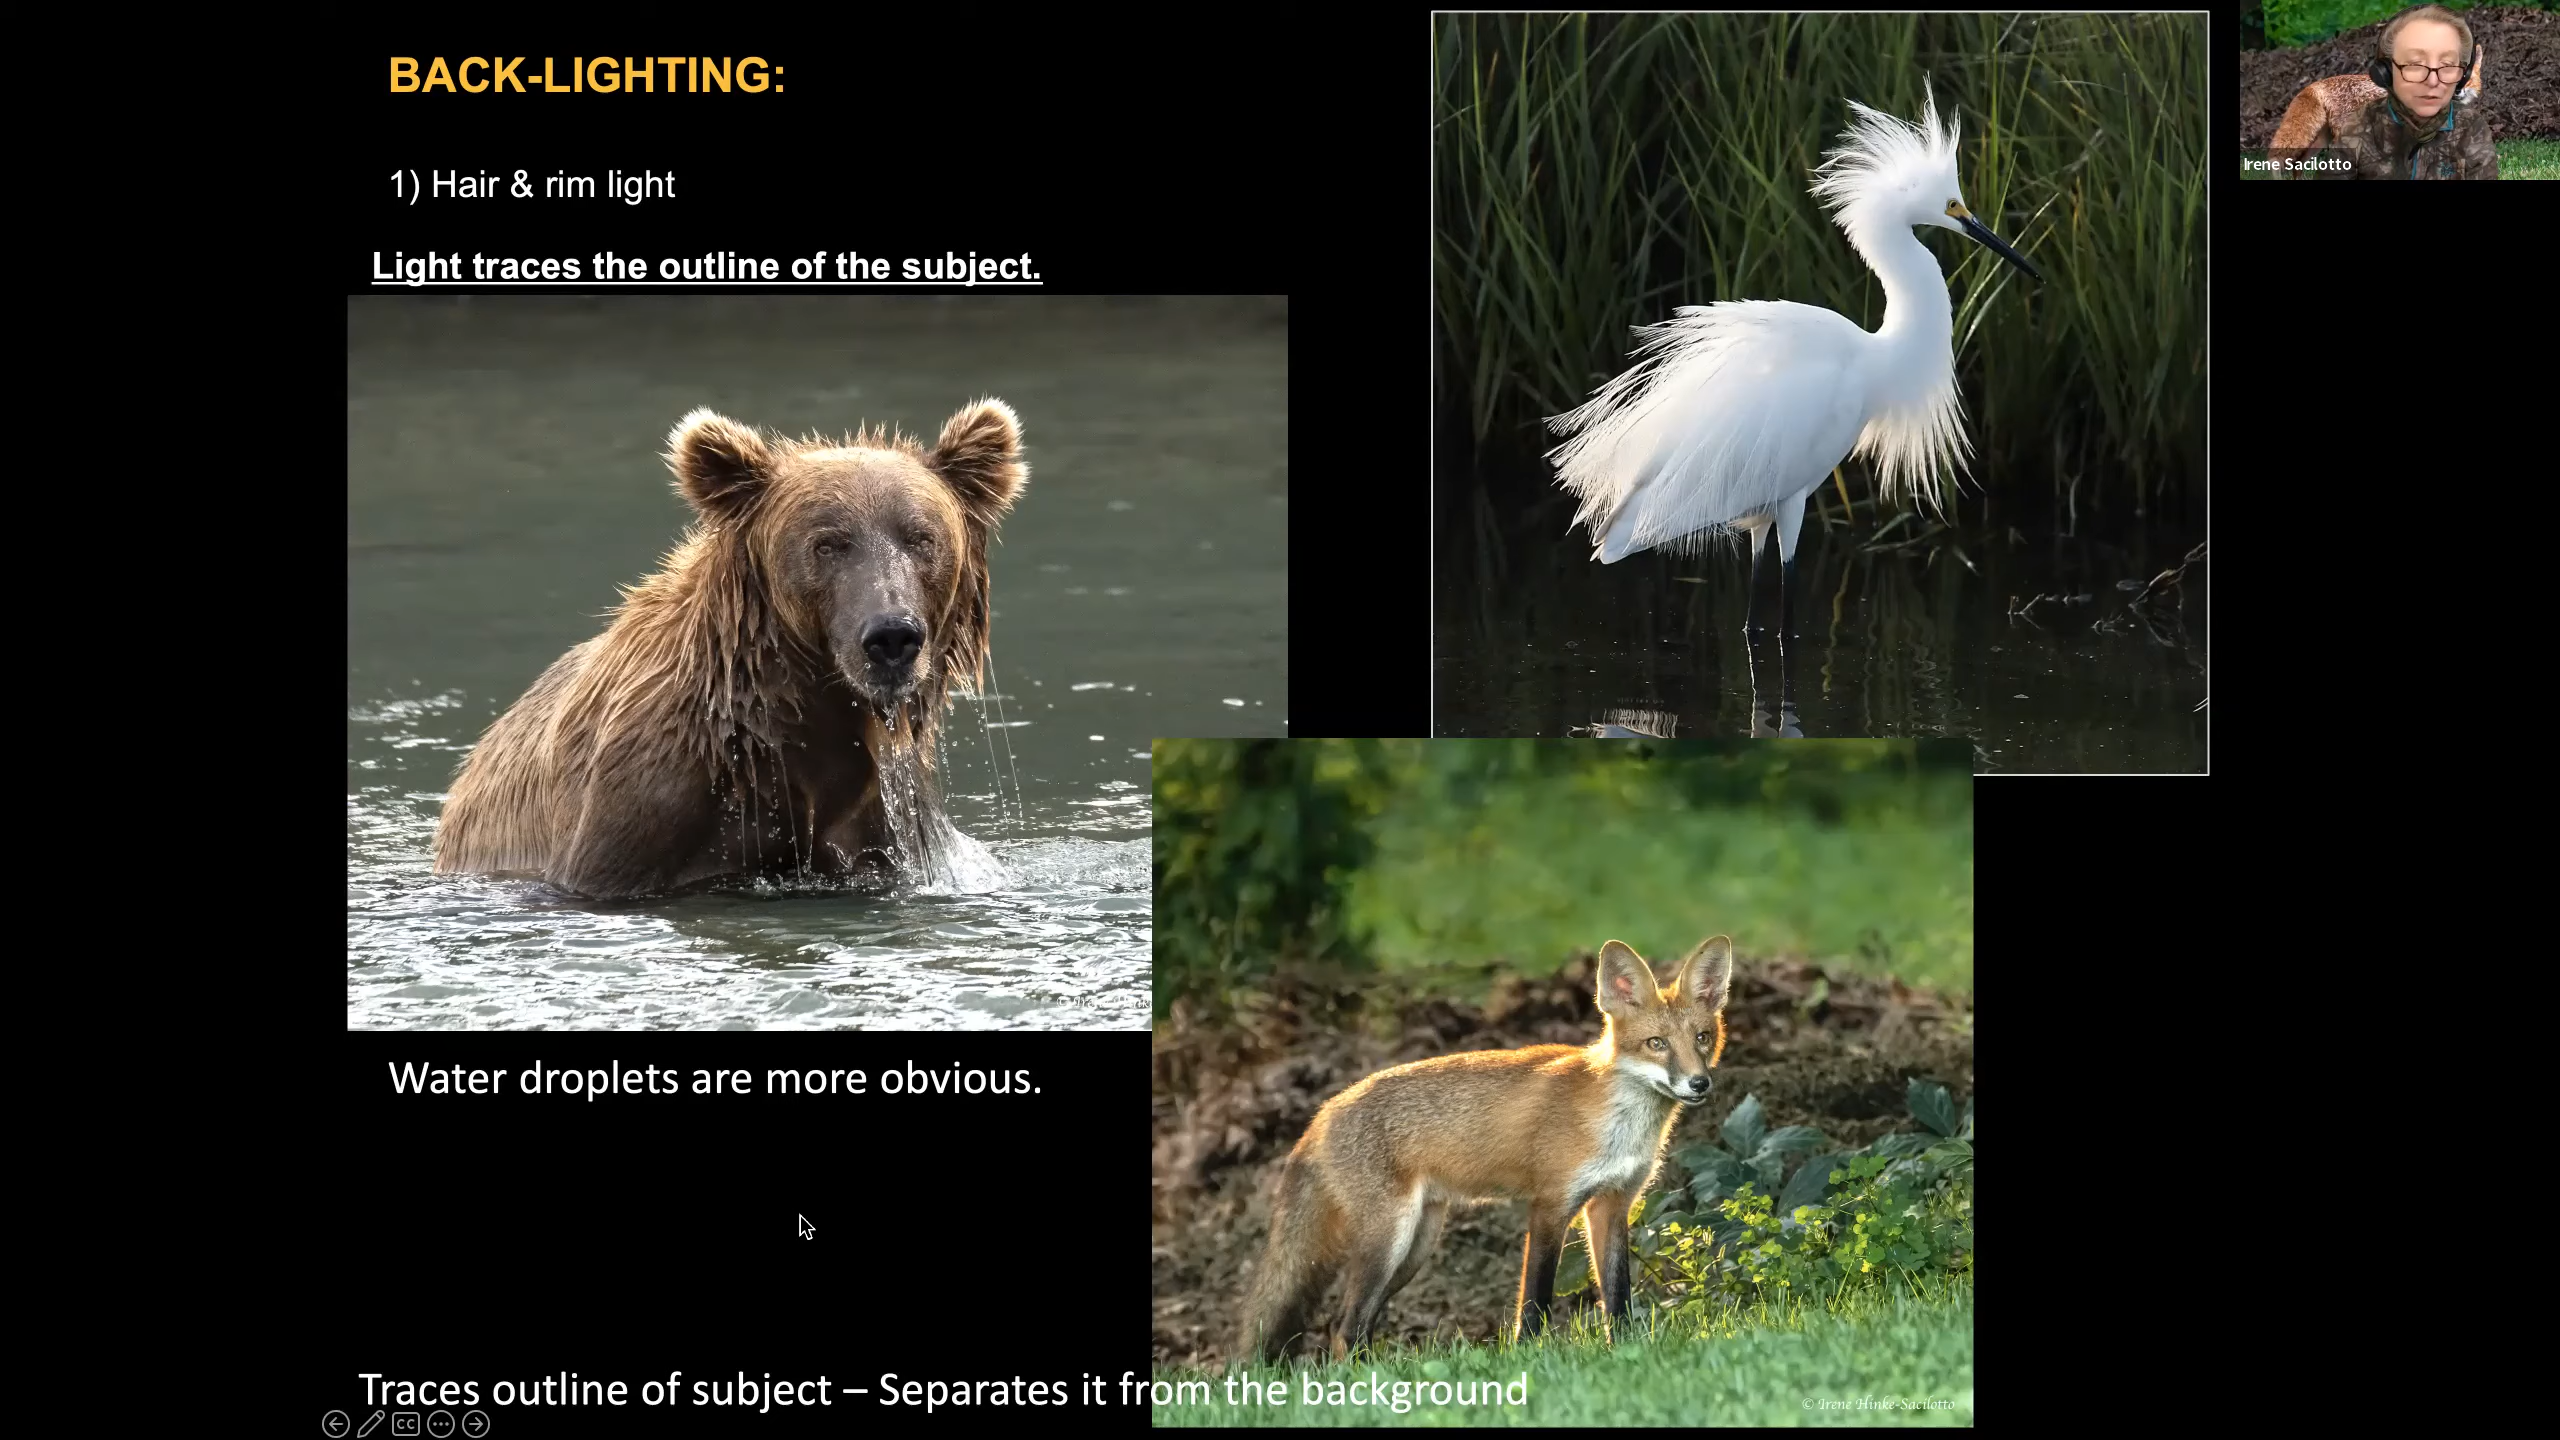 BACK-LIGHTING:
Irene Sacilotto
1) Hair & rim light
Light traces the outline of the subject.
Water droplets are more obvious.
Traces outline of subject – Separates it from the background
© Irene Hinke-Sacilotto
CC